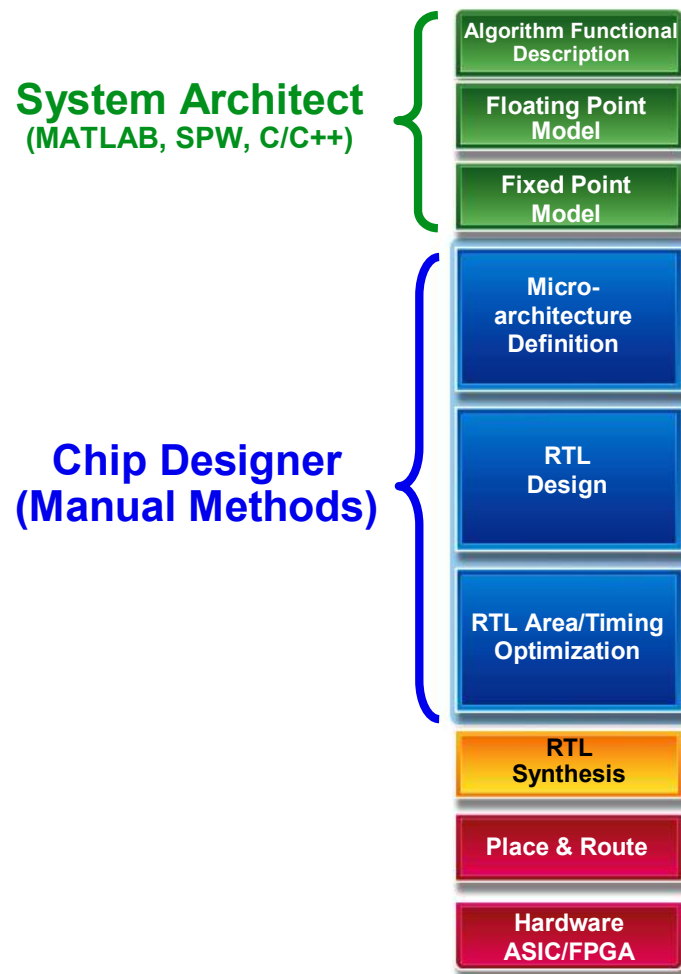 System Architect
(MATLAB, SPW, C/C++)
Algorithm Functional
Description
Floating Point
Model
Fixed Point
Model
Chip Designer
(Manual Methods)
Micro-
architecture
Definition
RTL
Design
RTL Area/Timing
Optimization
RTL
Synthesis
Place & Route
Hardware
ASIC/FPGA